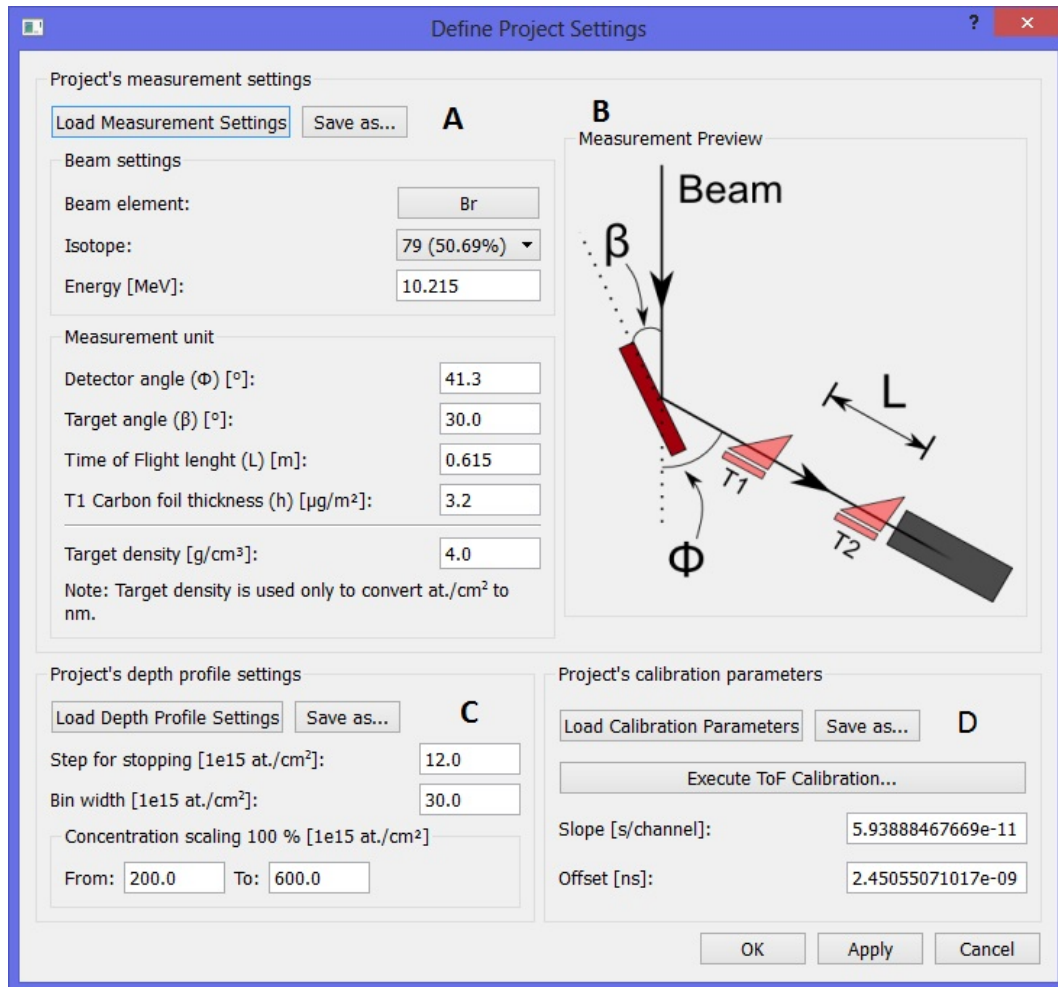 Define Project Settings
?
×
Project's measurement settings
Load Measurement Settings
Save as...
A
Beam settings
Beam element:
Br
Isotope:
79 (50.69%)
Energy [MeV]:
10.215
Measurement unit
Detector angle (Φ) [°]:
41.3
Target angle (β) [°]:
30.0
Time of Flight lenght (L) [m]:
0.615
T1 Carbon foil thickness (h) [µg/m²]:
3.2
Target density [g/cm³]:
4.0
Note: Target density is used only to convert at./cm² to
nm.
B
Measurement Preview
Beam
β
L
T1
T2
Φ
Project's depth profile settings
Load Depth Profile Settings
Save as...
C
Step for stopping [1e15 at./cm²]:
12.0
Bin width [1e15 at./cm²]:
30.0
Concentration scaling 100 % [1e15 at./cm²]
From: 200.0 To: 600.0
Project's calibration parameters
Load Calibration Parameters
Save as...
D
Execute ToF Calibration...
Slope [s/channel]:
5.93888467669e-11
Offset [ns]:
2.45055071017e-09
OK
Apply
Cancel